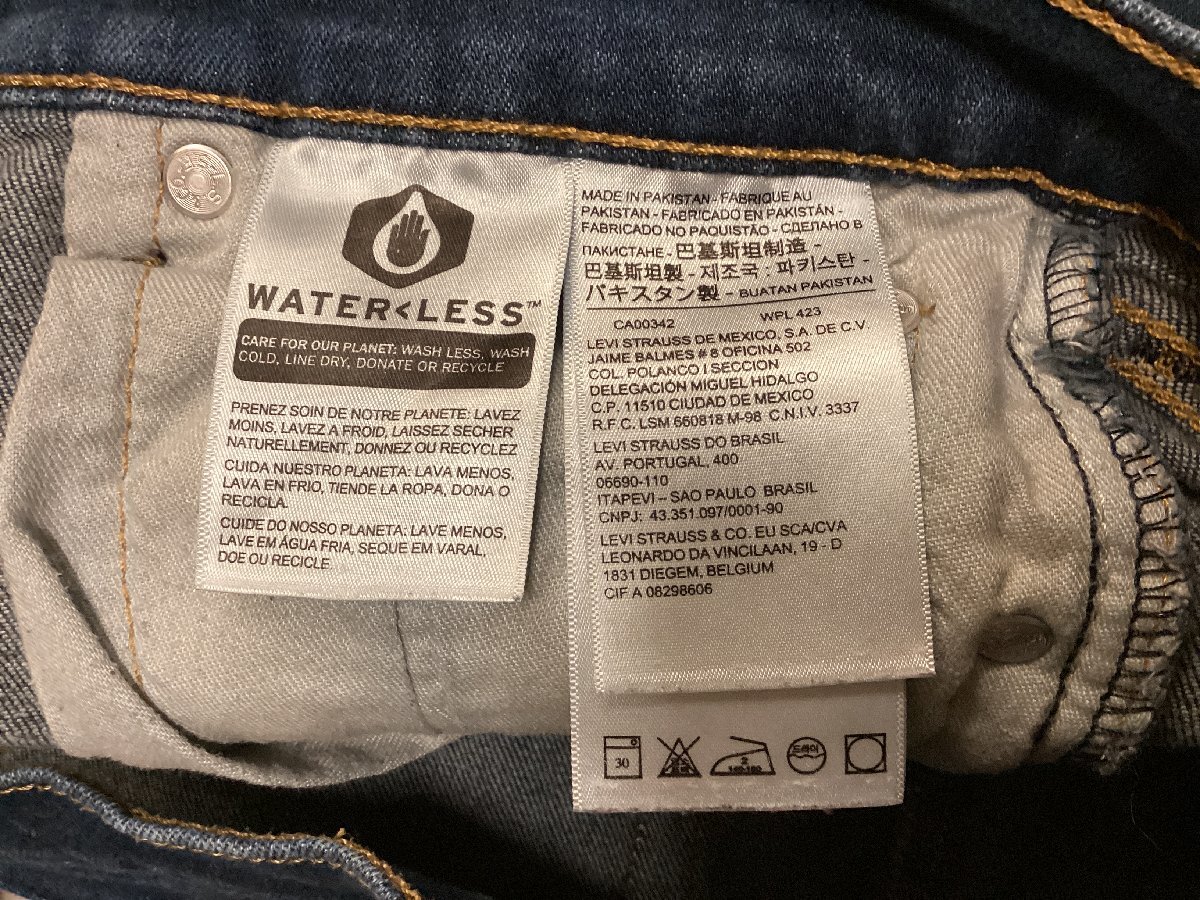 WATER<LESS™
CARE FOR OUR PLANET: WASH LESS, WASH
COLD, LINE DRY, DONATE OR RECYCLE
PRENEZ SOIN DE NOTRE PLANETE: LAVEZ
MOINS, LAVEZ A FROID, LAISSEZ SECHER
NATURELLEMENT, DONNEZ OU RECYCLEZ
CUIDA NUESTRO PLANETA: LAVA MENOS,
LAVA EN FRIO, TIENDE LA ROPA, DONA O
RECICLA.
CUIDE DO NOSSO PLANETA: LAVE MENOS,
LAVE EM ÁGUA FRIA, SEQUE EM VARAL,
DOE OU RECICLE.
MADE IN PAKISTAN - FABRIQUE AU
PAKISTAN - FABRICADO EN PAKISTÁN -
FABRICADO NO PAQUISTÃO - СДЕЛАНО В
ПАКИСТАНЕ - 巴基斯坦制造 -
巴基斯坦製 - 제조국 : 파키스탄 -
パキスタン製 - BUATAN PAKISTAN
CA00342 WPL 423
LEVI STRAUSS DE MEXICO, S.A. DE C.V.
JAIME BALMES # 8 OFICINA 502
COL. POLANCO I SECCION
DELEGACIÓN MIGUEL HIDALGO
C.P. 11510 CIUDAD DE MEXICO
R.F.C. LSM 660818 M-98 C.N.I.V. 3337
LEVI STRAUSS DO BRASIL
AV. PORTUGAL, 400
06690-110
ITAPEVI – SÃO PAULO BRASIL
CNPJ: 43.351.097/0001-90
LEVI STRAUSS & CO. EU SCA/CVA
LEONARDO DA VINCILAAN, 19 - D
1831 DIEGEM, BELGIUM
CIF A 08298606
30 2 드라이